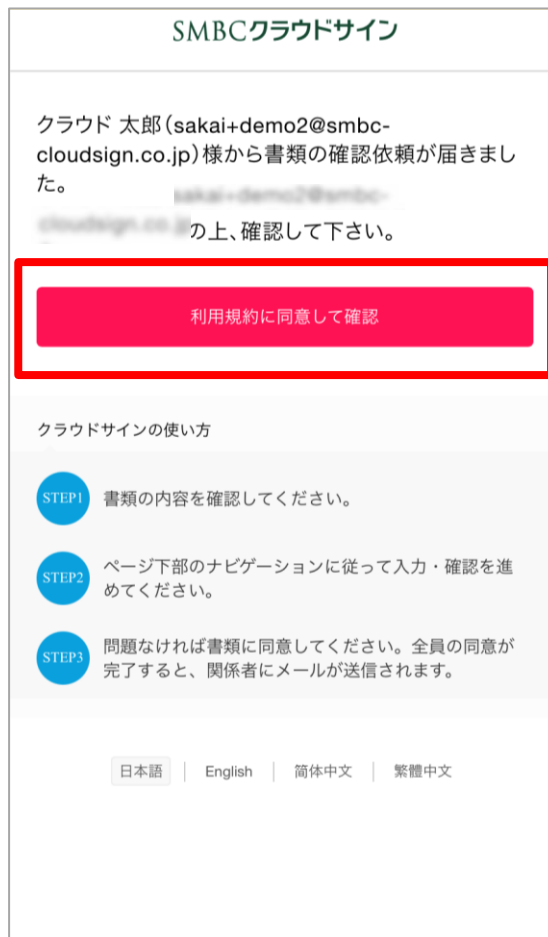 SMBCクラウドサイン
クラウド 太郎(sakai+demo2@smbc-
cloudsign.co.jp)様から書類の確認依頼が届きまし
た。
の上、確認して下さい。
利用規約に同意して確認
クラウドサインの使い方
STEP1 書類の内容を確認してください。
STEP2 ページ下部のナビゲーションに従って入力・確認を進
めてください。
STEP3 問題なければ書類に同意してください。全員の同意が
完了すると、関係者にメールが送信されます。
日本語 | English | 简体中文 | 繁體中文